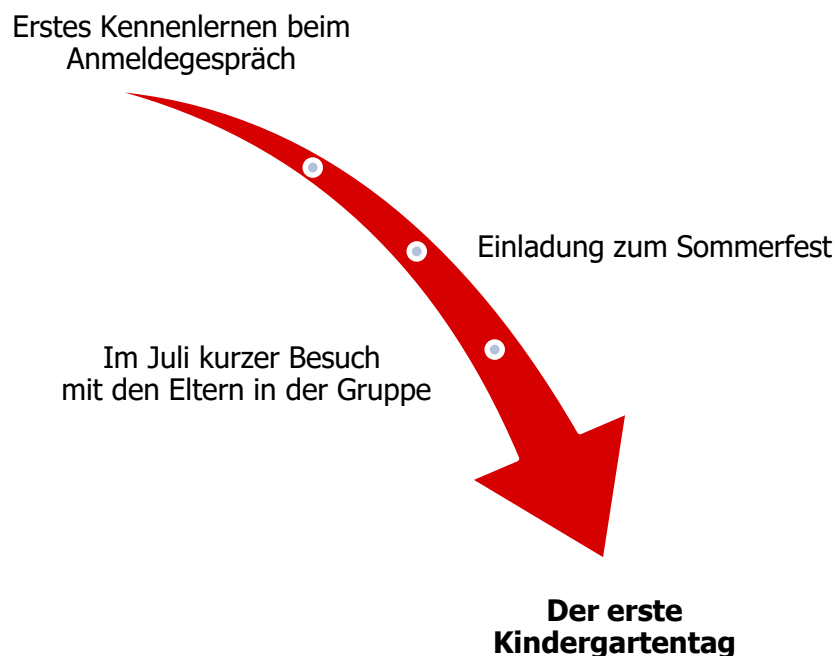 Erstes Kennenlernen beim
Anmeldegespräch
Einladung zum Sommerfest
Im Juli kurzer Besuch
mit den Eltern in der Gruppe
Der erste
Kindergartentag